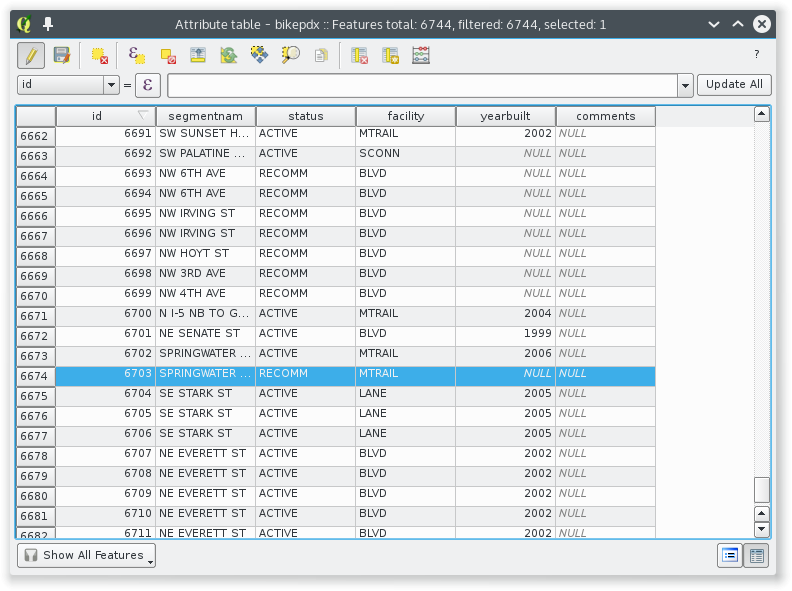 Attribute table - bikepdx :: Features total: 6744, filtered: 6744, selected: 1
?
id = ε Update All
id segmentnam status facility yearbuilt comments
6662 6691 SW SUNSET H... ACTIVE MTRAIL 2002 NULL
6663 6692 SW PALATINE ... ACTIVE SCONN NULL NULL
6664 6693 NW 6TH AVE RECOMM BLVD NULL NULL
6665 6694 NW 6TH AVE RECOMM BLVD NULL NULL
6666 6695 NW IRVING ST RECOMM BLVD NULL NULL
6667 6696 NW IRVING ST RECOMM BLVD NULL NULL
6668 6697 NW HOYT ST RECOMM BLVD NULL NULL
6669 6698 NW 3RD AVE RECOMM BLVD NULL NULL
6670 6699 NW 4TH AVE RECOMM BLVD NULL NULL
6671 6700 N I-5 NB TO G... ACTIVE MTRAIL 2004 NULL
6672 6701 NE SENATE ST ACTIVE BLVD 1999 NULL
6673 6702 SPRINGWATER ... ACTIVE MTRAIL 2006 NULL
6674 6703 SPRINGWATER ... RECOMM MTRAIL NULL NULL
6675 6704 SE STARK ST ACTIVE LANE 2005 NULL
6676 6705 SE STARK ST ACTIVE LANE 2005 NULL
6677 6706 SE STARK ST ACTIVE LANE 2005 NULL
6678 6707 NE EVERETT ST ACTIVE BLVD 2002 NULL
6679 6708 NE EVERETT ST ACTIVE BLVD 2002 NULL
6680 6709 NE EVERETT ST ACTIVE BLVD 2002 NULL
6681 6710 NE EVERETT ST ACTIVE BLVD 2002 NULL
6682 6711 NE EVERETT ST ACTIVE BLVD 2002 NULL
Show All Features